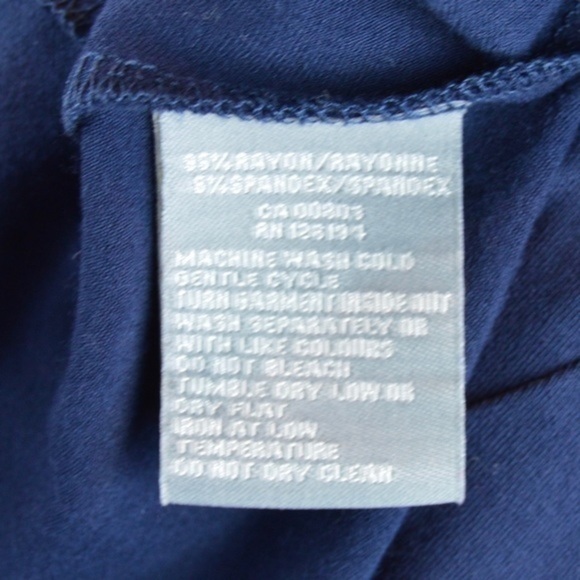 95% RAYON/RAYONNE
5% SPANDEX/SPANDEX
CA 00803
RN 126194
MACHINE WASH COLD
GENTLE CYCLE
TURN GARMENT INSIDE OUT
WASH SEPARATELY OR
WITH LIKE COLOURS
DO NOT BLEACH
TUMBLE DRY LOW OR
DRY FLAT
IRON AT LOW
TEMPERATURE
DO NOT DRY CLEAN